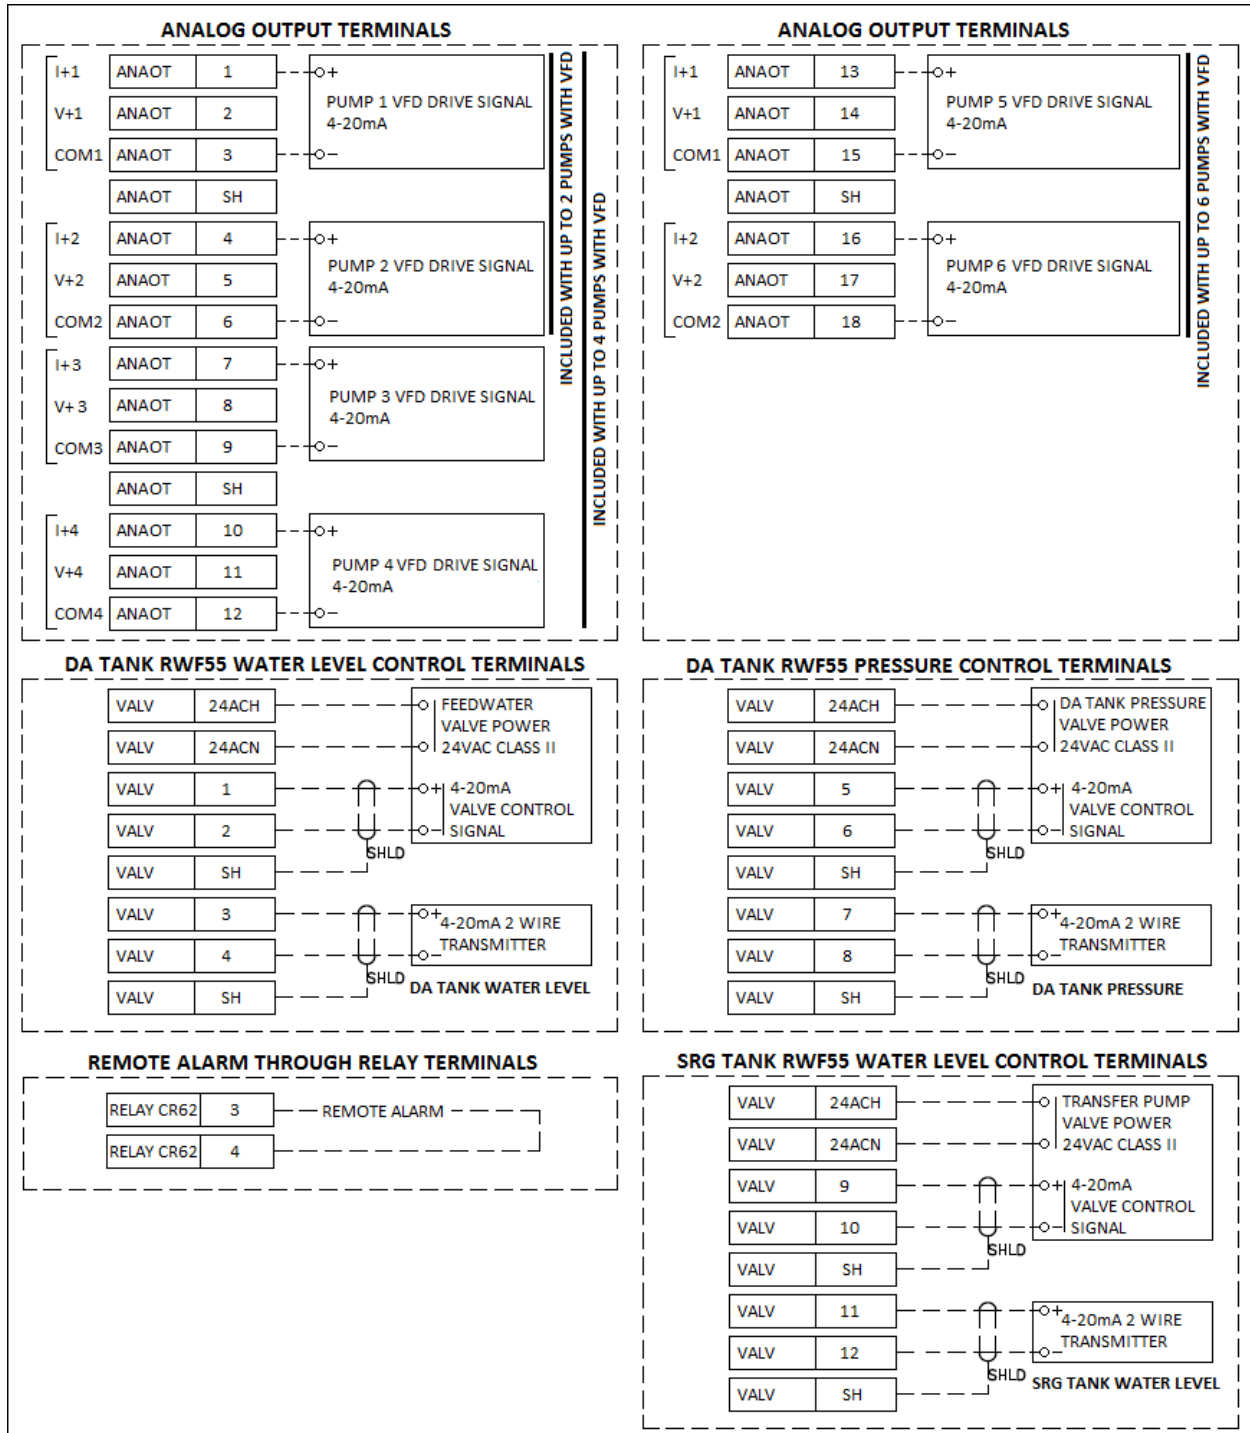 ANALOG OUTPUT TERMINALS
I+1 ANAOT 1 +
V+1 ANAOT 2
COM1 ANAOT 3 -
PUMP 1 VFD DRIVE SIGNAL
4-20mA
ANAOT SH
I+2 ANAOT 4 +
V+2 ANAOT 5
COM2 ANAOT 6 -
PUMP 2 VFD DRIVE SIGNAL
4-20mA
I+3 ANAOT 7 +
V+3 ANAOT 8
COM3 ANAOT 9 -
PUMP 3 VFD DRIVE SIGNAL
4-20mA
ANAOT SH
I+4 ANAOT 10 +
V+4 ANAOT 11
COM4 ANAOT 12 -
PUMP 4 VFD DRIVE SIGNAL
4-20mA
INCLUDED WITH UP TO 2 PUMPS WITH VFD
INCLUDED WITH UP TO 4 PUMPS WITH VFD
ANALOG OUTPUT TERMINALS
I+1 ANAOT 13 +
V+1 ANAOT 14
COM1 ANAOT 15 -
PUMP 5 VFD DRIVE SIGNAL
4-20mA
ANAOT SH
I+2 ANAOT 16 +
V+2 ANAOT 17
COM2 ANAOT 18 -
PUMP 6 VFD DRIVE SIGNAL
4-20mA
INCLUDED WITH UP TO 6 PUMPS WITH VFD
DA TANK RWF55 WATER LEVEL CONTROL TERMINALS
VALV 24ACH
VALV 24ACN
FEEDWATER
VALVE POWER
24VAC CLASS II
VALV 1 +
VALV 2 -
4-20mA
VALVE CONTROL
SIGNAL
SHLD
VALV SH
VALV 3 +
VALV 4 -
4-20mA 2 WIRE
TRANSMITTER
SHLD
VALV SH
DA TANK WATER LEVEL
DA TANK RWF55 PRESSURE CONTROL TERMINALS
VALV 24ACH
VALV 24ACN
DA TANK PRESSURE
VALVE POWER
24VAC CLASS II
VALV 5 +
VALV 6 -
4-20mA
VALVE CONTROL
SIGNAL
SHLD
VALV SH
VALV 7 +
VALV 8 -
4-20mA 2 WIRE
TRANSMITTER
SHLD
VALV SH
DA TANK PRESSURE
REMOTE ALARM THROUGH RELAY TERMINALS
RELAY CR62 3 REMOTE ALARM
RELAY CR62 4
SRG TANK RWF55 WATER LEVEL CONTROL TERMINALS
VALV 24ACH
VALV 24ACN
TRANSFER PUMP
VALVE POWER
24VAC CLASS II
VALV 9 +
VALV 10 -
4-20mA
VALVE CONTROL
SIGNAL
SHLD
VALV SH
VALV 11 +
VALV 12 -
4-20mA 2 WIRE
TRANSMITTER
SHLD
VALV SH
SRG TANK WATER LEVEL